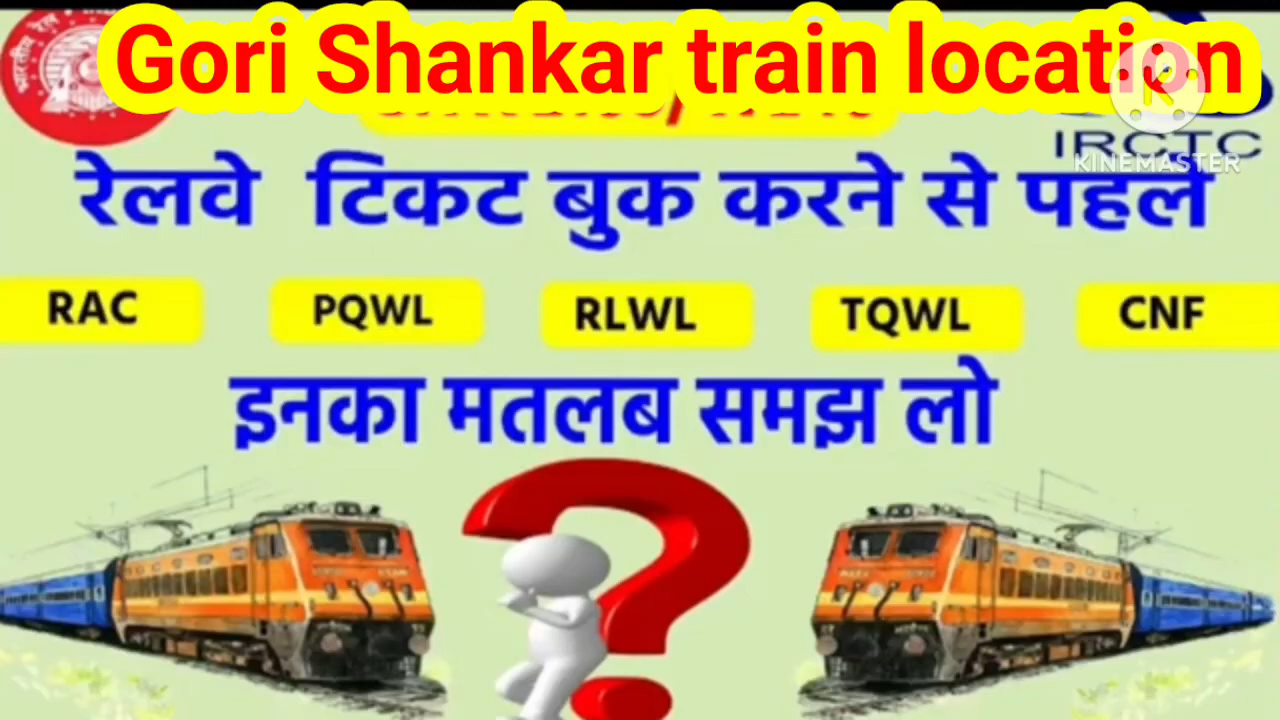 Gori Shankar train location
IRCTC
KINEMASTER
रेलवे टिकट बुक करने से पहले
RAC PQWL RLWL TQWL CNF
इनका मतलब समझ लो